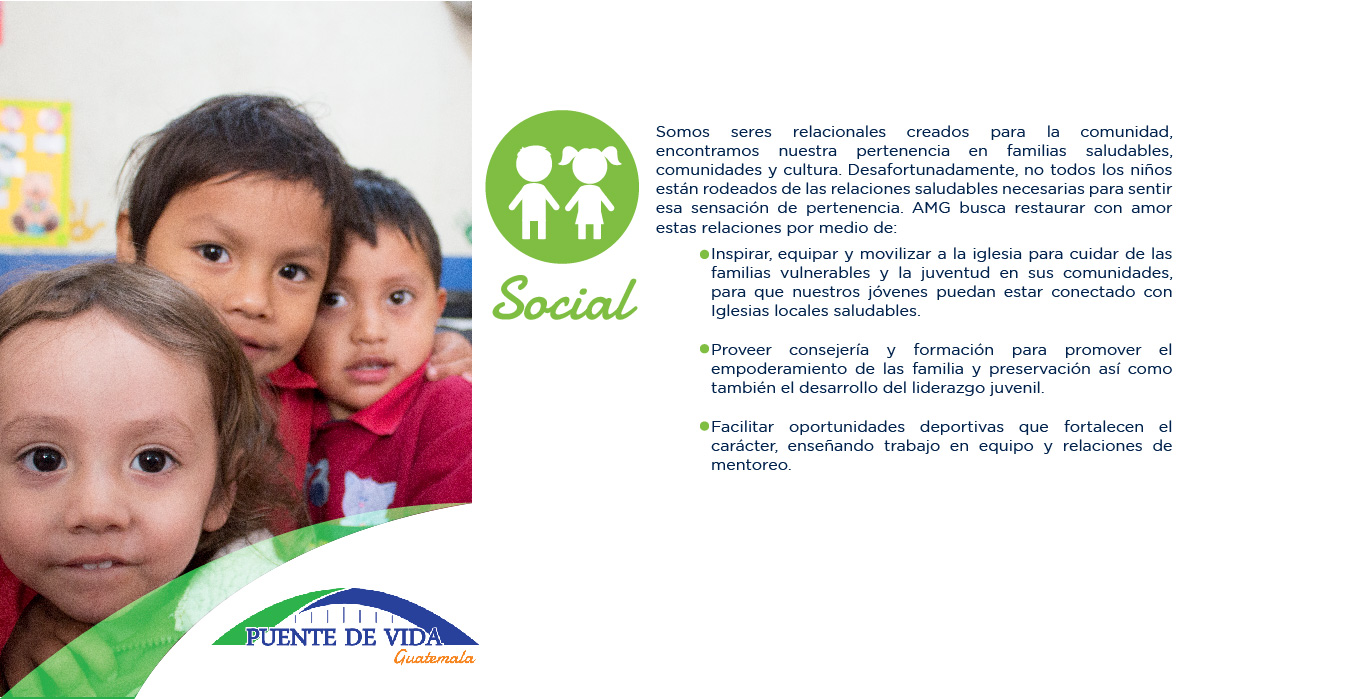 Social
Somos seres relacionales creados para la comunidad,
encontramos nuestra pertenencia en familias saludables,
comunidades y cultura. Desafortunadamente, no todos los niños
están rodeados de las relaciones saludables necesarias para sentir
esa sensación de pertenencia. AMG busca restaurar con amor
estas relaciones por medio de:
Inspirar, equipar y movilizar a la iglesia para cuidar de las
familias vulnerables y la juventud en sus comunidades,
para que nuestros jóvenes puedan estar conectado con
Iglesias locales saludables.
Proveer consejería y formación para promover el
empoderamiento de las familia y preservación así como
también el desarrollo del liderazgo juvenil.
Facilitar oportunidades deportivas que fortalecen el
carácter, enseñando trabajo en equipo y relaciones de
mentoreo.
PUENTE DE VIDA
Guatemala